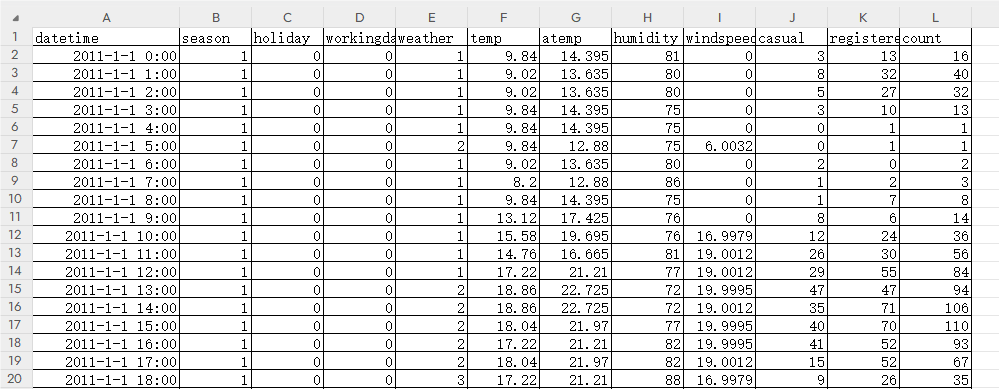 A B C D E F G H I J K L
1 datetime season holiday workingda weather temp atemp humidity windspeed casual registere count
2 2011-1-1 0:00 1 0 0 1 9.84 14.395 81 0 3 13 16
3 2011-1-1 1:00 1 0 0 1 9.02 13.635 80 0 8 32 40
4 2011-1-1 2:00 1 0 0 1 9.02 13.635 80 0 5 27 32
5 2011-1-1 3:00 1 0 0 1 9.84 14.395 75 0 3 10 13
6 2011-1-1 4:00 1 0 0 1 9.84 14.395 75 0 0 1 1
7 2011-1-1 5:00 1 0 0 2 9.84 12.88 75 6.0032 0 1 1
8 2011-1-1 6:00 1 0 0 1 9.02 13.635 80 0 2 0 2
9 2011-1-1 7:00 1 0 0 1 8.2 12.88 86 0 1 2 3
10 2011-1-1 8:00 1 0 0 1 9.84 14.395 75 0 1 7 8
11 2011-1-1 9:00 1 0 0 1 13.12 17.425 76 0 8 6 14
12 2011-1-1 10:00 1 0 0 1 15.58 19.695 76 16.9979 12 24 36
13 2011-1-1 11:00 1 0 0 1 14.76 16.665 81 19.0012 26 30 56
14 2011-1-1 12:00 1 0 0 1 17.22 21.21 77 19.0012 29 55 84
15 2011-1-1 13:00 1 0 0 2 18.86 22.725 72 19.9995 47 47 94
16 2011-1-1 14:00 1 0 0 2 18.86 22.725 72 19.0012 35 71 106
17 2011-1-1 15:00 1 0 0 2 18.04 21.97 77 19.9995 40 70 110
18 2011-1-1 16:00 1 0 0 2 17.22 21.21 82 19.9995 41 52 93
19 2011-1-1 17:00 1 0 0 2 18.04 21.97 82 19.0012 15 52 67
20 2011-1-1 18:00 1 0 0 3 17.22 21.21 88 16.9979 9 26 35